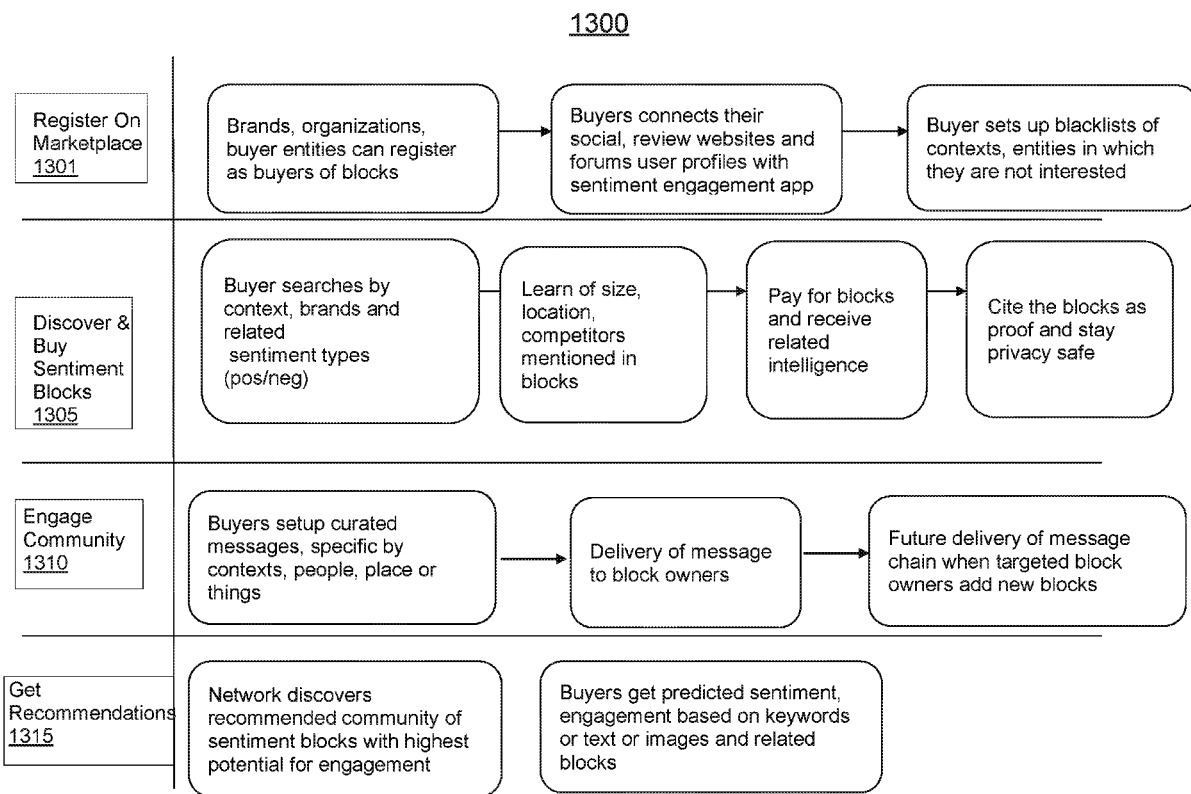 1300
Register On
Marketplace
1301
Brands, organizations,
buyer entities can register
as buyers of blocks
Buyers connects their
social, review websites and
forums user profiles with
sentiment engagement app
Buyer sets up blacklists of
contexts, entities in which
they are not interested
Discover &
Buy
Sentiment
Blocks
1305
Buyer searches by
context, brands and
related
sentiment types
(pos/neg)
Learn of size,
location,
competitors
mentioned in
blocks
Pay for blocks
and receive
related
intelligence
Cite the blocks as
proof and stay
privacy safe
Engage
Community
1310
Buyers setup curated
messages, specific by
contexts, people, place or
things
Delivery of message
to block owners
Future delivery of message
chain when targeted block
owners add new blocks
Get
Recommendations
1315
Network discovers
recommended community of
sentiment blocks with highest
potential for engagement
Buyers get predicted sentiment,
engagement based on keywords
or text or images and related
blocks